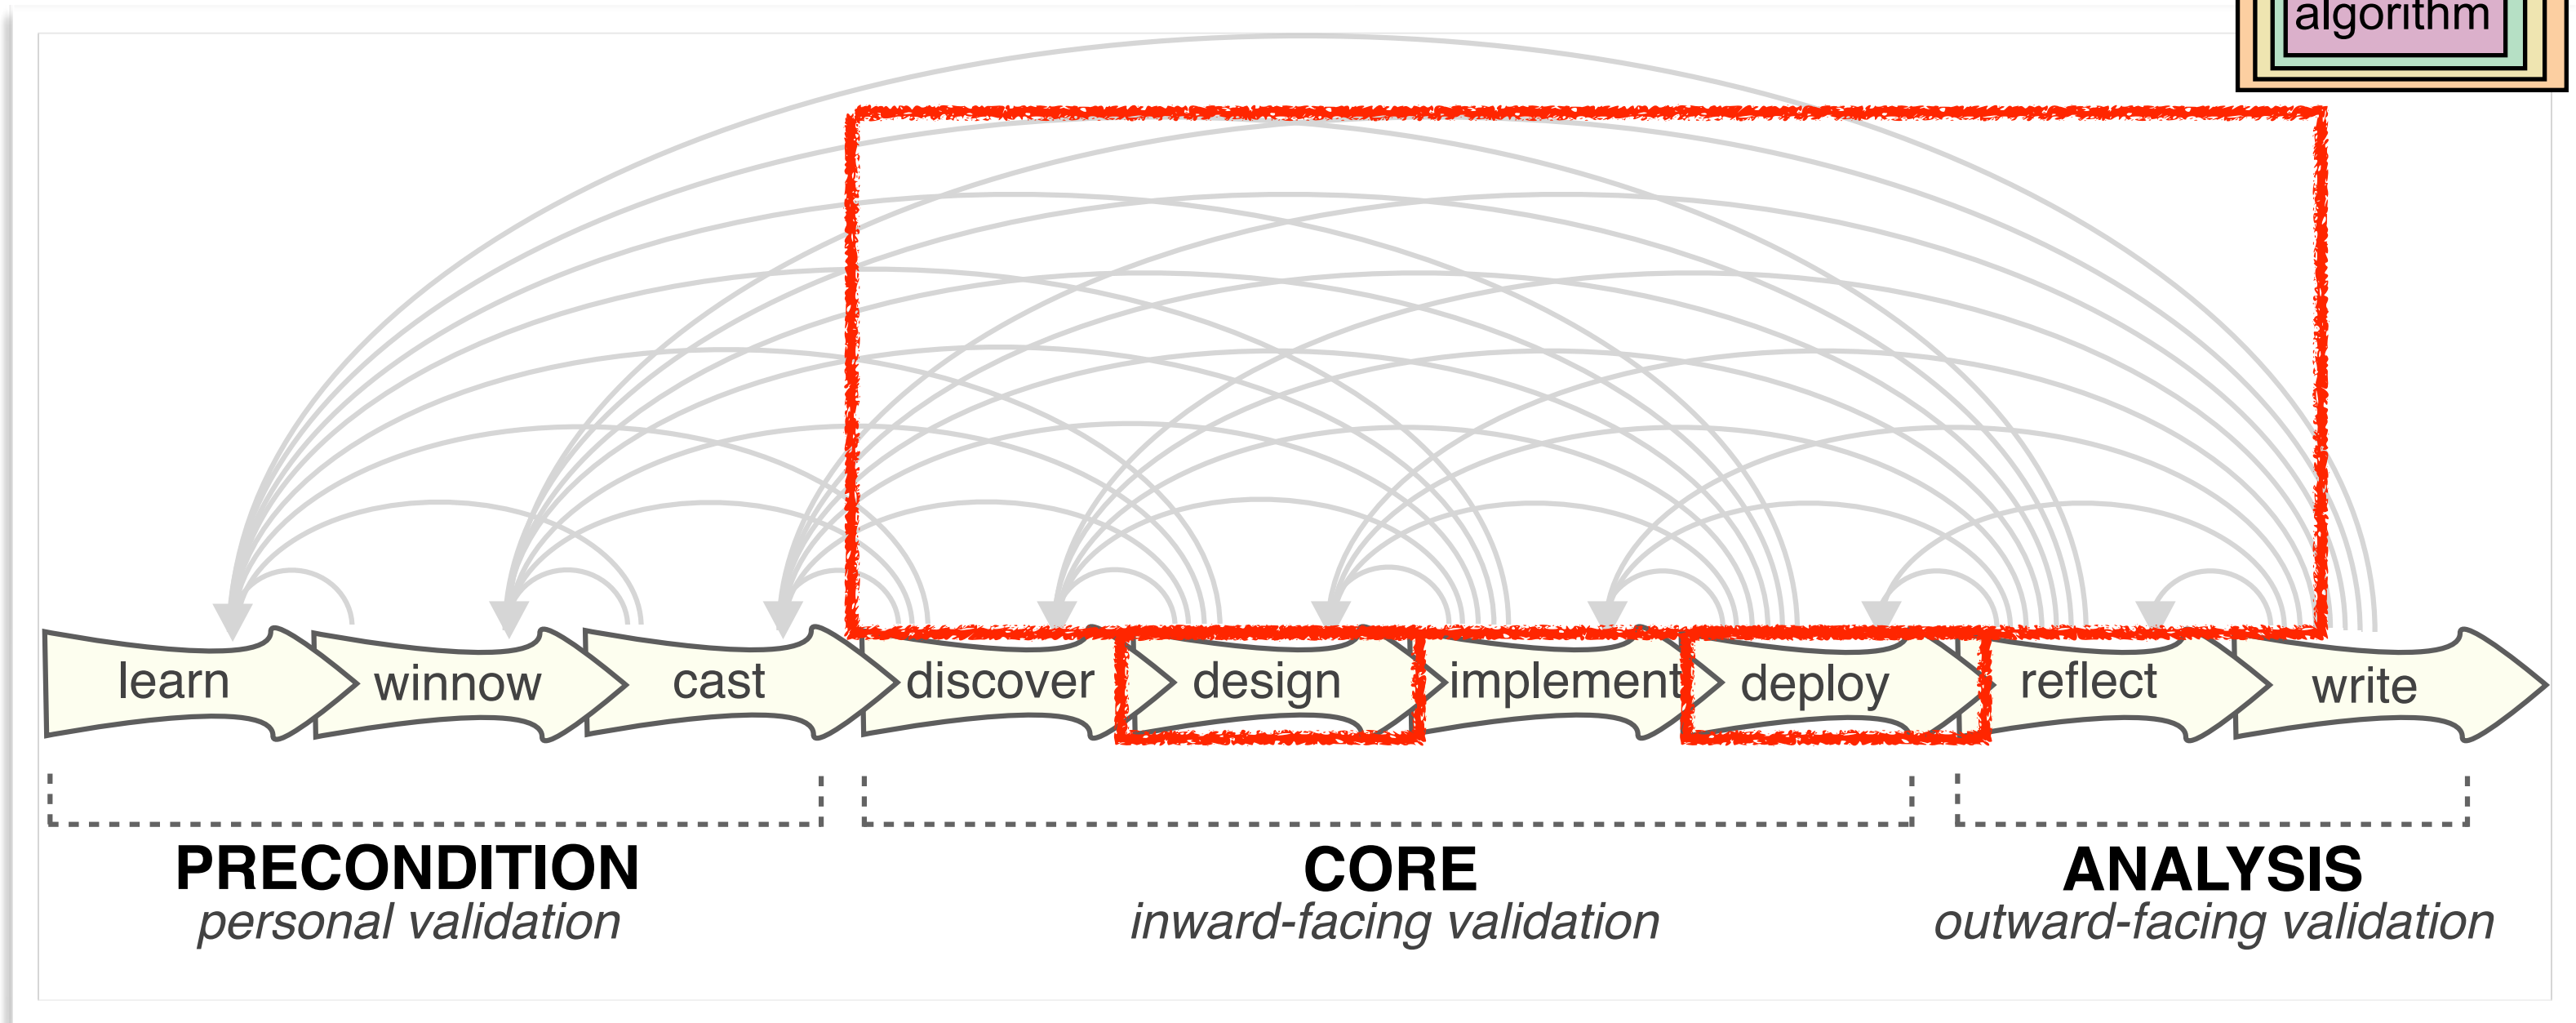 algorithm
learn
winnow
cast
discover
design
implement
deploy
reflect
write
PRECONDITION
personal validation
CORE
inward-facing validation
ANALYSIS
outward-facing validation